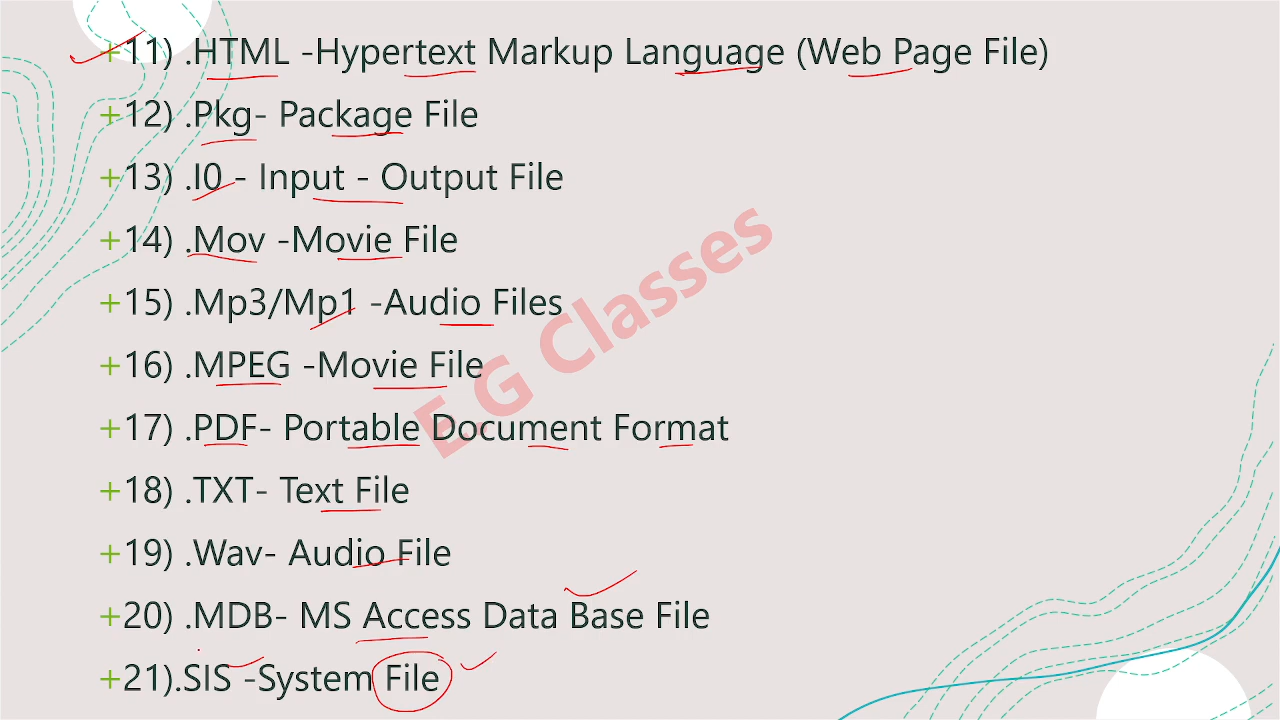 +11) .HTML -Hypertext Markup Language (Web Page File)
+12) .Pkg- Package File
+13) .I0 - Input - Output File
+14) .Mov -Movie File
+15) .Mp3/Mp1 -Audio Files
+16) .MPEG -Movie File
+17) .PDF- Portable Document Format
+18) .TXT- Text File
+19) .Wav- Audio File
+20) .MDB- MS Access Data Base File
+21).SIS -System File
E.G Classes